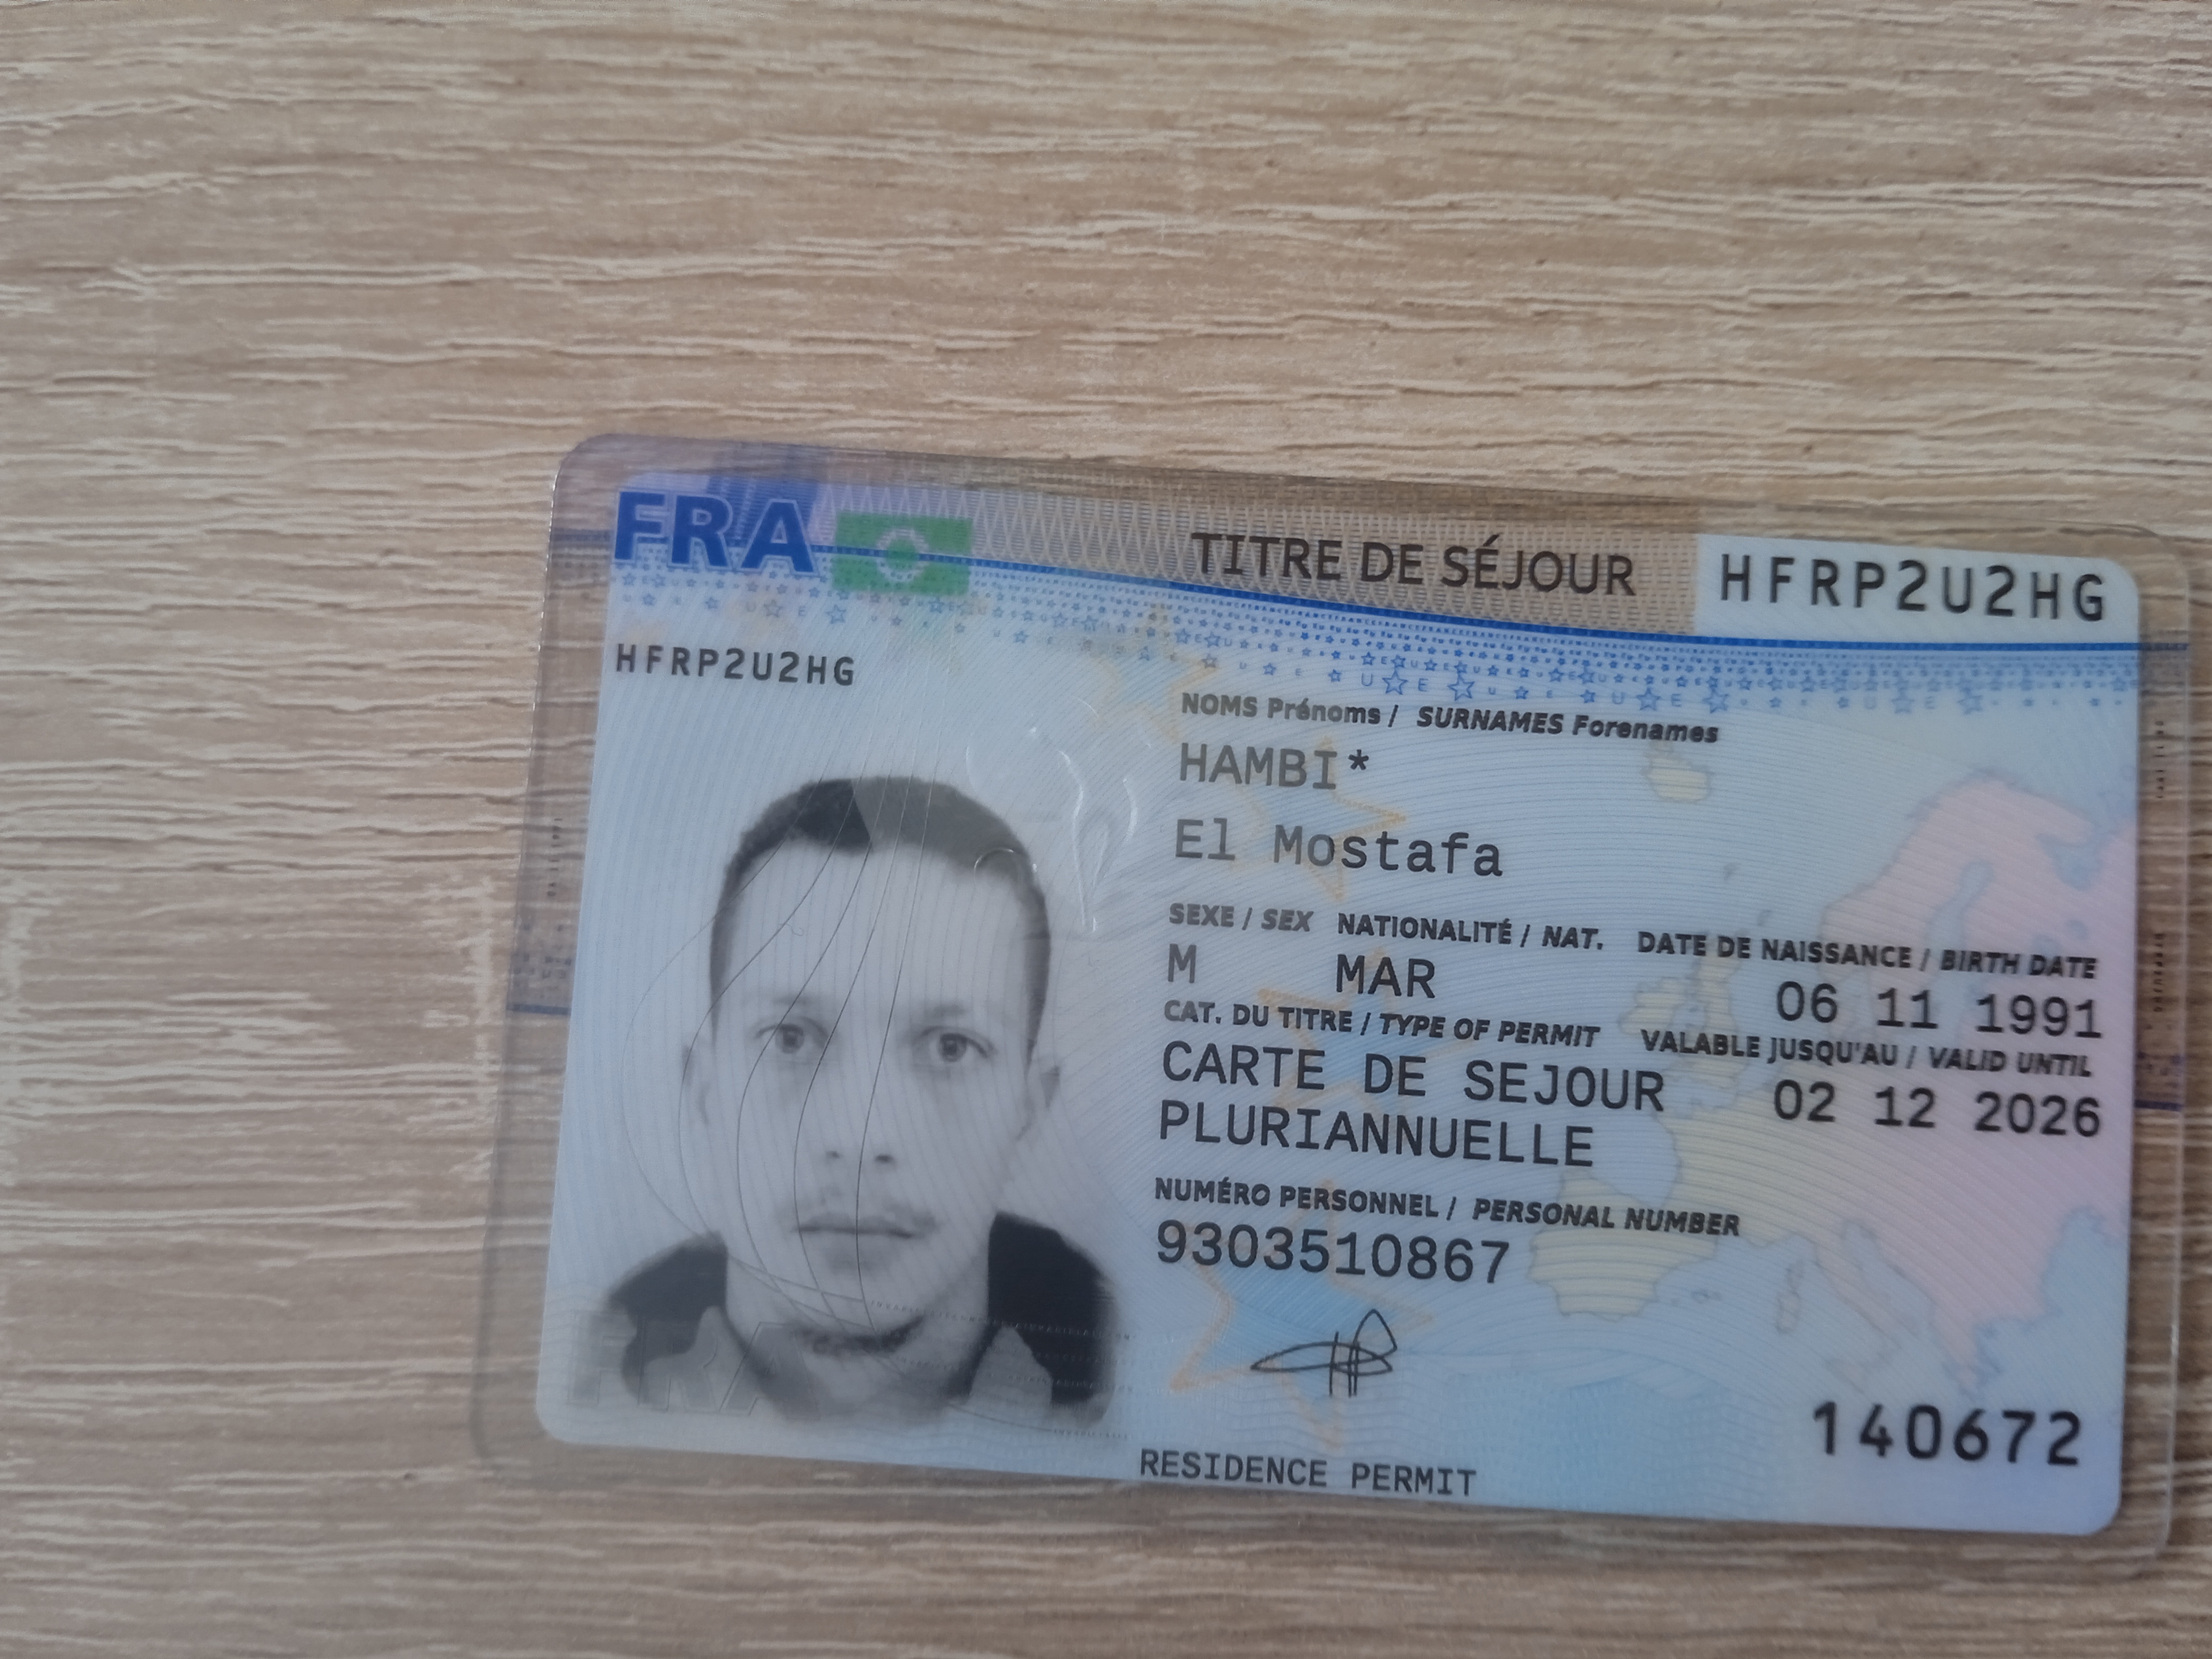 FRA
TITRE DE SÉJOUR
HFRP2U2HG
HFRP2U2HG
NOMS Prénoms / SURNAMES Forenames
HAMBI*
El Mostafa
SEXE / SEX NATIONALITÉ / NAT. DATE DE NAISSANCE / BIRTH DATE
M MAR 06 11 1991
CAT. DU TITRE / TYPE OF PERMIT VALABLE JUSQU'AU / VALID UNTIL
CARTE DE SEJOUR 02 12 2026
PLURIANNUELLE
NUMÉRO PERSONNEL / PERSONAL NUMBER
9303510867
140672
RESIDENCE PERMIT